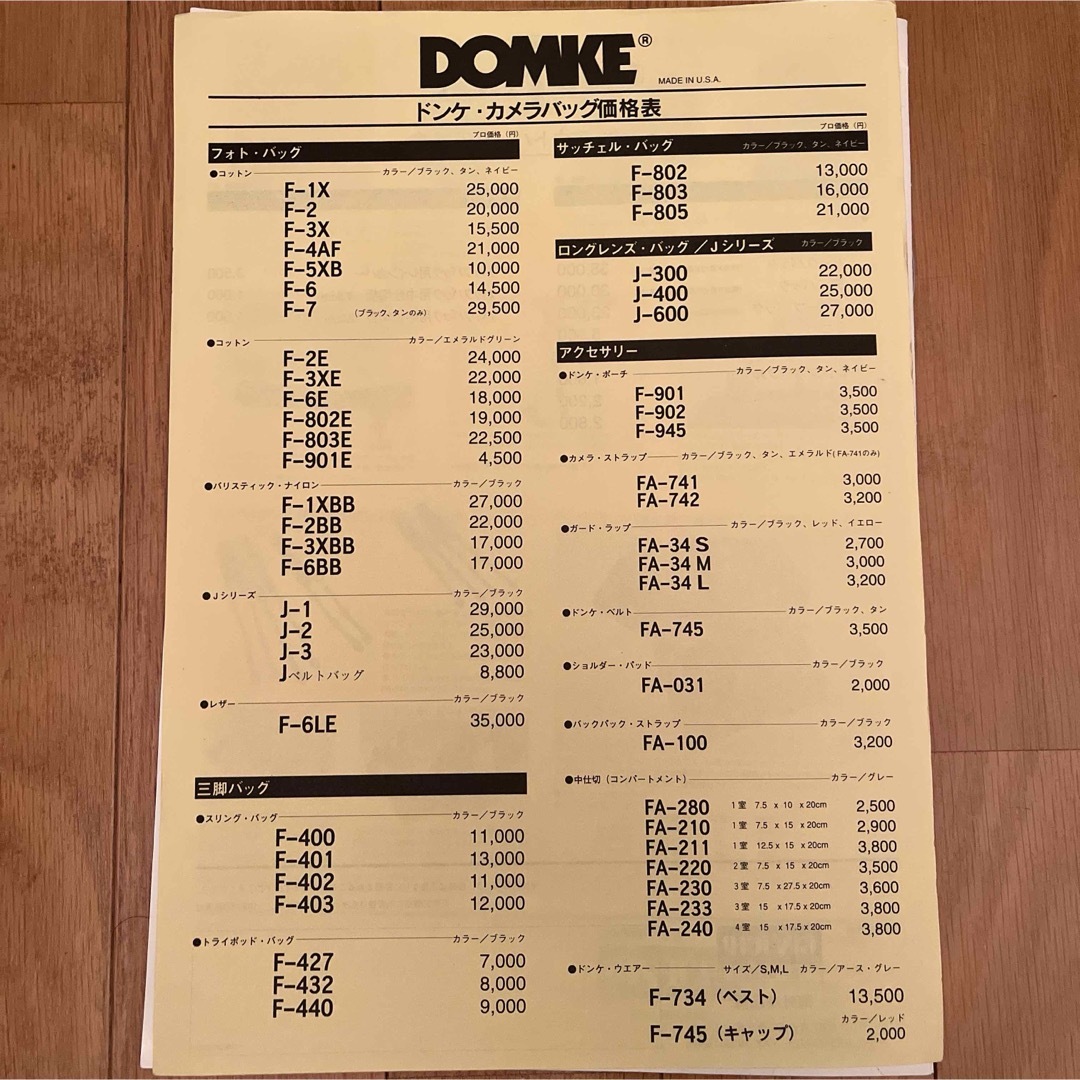 DOMKE®
MADE IN U.S.A.
ドンケ・カメラバッグ価格表
プロ価格(円)
フォト・バッグ
●コットン カラー/ブラック、タン、ネイビー
F-1X 25,000
F-2 20,000
F-3X 15,500
F-4AF 21,000
F-5XB 10,000
F-6 14,500
F-7 (ブラック、タンのみ) 29,500
●コットン カラー/エメラルドグリーン
F-2E 24,000
F-3XE 22,000
F-6E 18,000
F-802E 19,000
F-803E 22,500
F-901E 4,500
●バリスティック・ナイロン カラー/ブラック
F-1XBB 27,000
F-2BB 22,000
F-3XBB 17,000
F-6BB 17,000
●Jシリーズ カラー/ブラック
J-1 29,000
J-2 25,000
J-3 23,000
Jベルトバッグ 8,800
●レザー カラー/ブラック
F-6LE 35,000
三脚バッグ
●スリング・バッグ カラー/ブラック
F-400 11,000
F-401 13,000
F-402 11,000
F-403 12,000
●トライポッド・バッグ カラー/ブラック
F-427 7,000
F-432 8,000
F-440 9,000
プロ価格(円)
サッチェル・バッグ カラー/ブラック、タン、ネイビー
F-802 13,000
F-803 16,000
F-805 21,000
ロングレンズ・バッグ/Jシリーズ カラー/ブラック
J-300 22,000
J-400 25,000
J-600 27,000
アクセサリー
●ドンケ・ポーチ カラー/ブラック、タン、ネイビー
F-901 3,500
F-902 3,500
F-945 3,500
●カメラ・ストラップ カラー/ブラック、タン、エメラルド(FA-741のみ)
FA-741 3,000
FA-742 3,200
●ガード・ラップ カラー/ブラック、レッド、イエロー
FA-34 S 2,700
FA-34 M 3,000
FA-34 L 3,200
●ドンケ・ベルト カラー/ブラック、タン
FA-745 3,500
●ショルダー・パッド カラー/ブラック
FA-031 2,000
●バックパック・ストラップ カラー/ブラック
FA-100 3,200
●中仕切(コンパートメント) カラー/グレー
FA-280 1室 7.5 x 10 x 20cm 2,500
FA-210 1室 7.5 x 15 x 20cm 2,900
FA-211 1室 12.5 x 15 x 20cm 3,800
FA-220 2室 7.5 x 15 x 20cm 3,500
FA-230 3室 7.5 x 27.5 x 20cm 3,600
FA-233 3室 15 x 17.5 x 20cm 3,800
FA-240 4室 15 x 17.5 x 20cm 3,800
●ドンケ・ウエアー サイズ/S,M,L カラー/アース・グレー
F-734(ベスト) 13,500
カラー/レッド
F-745(キャップ) 2,000